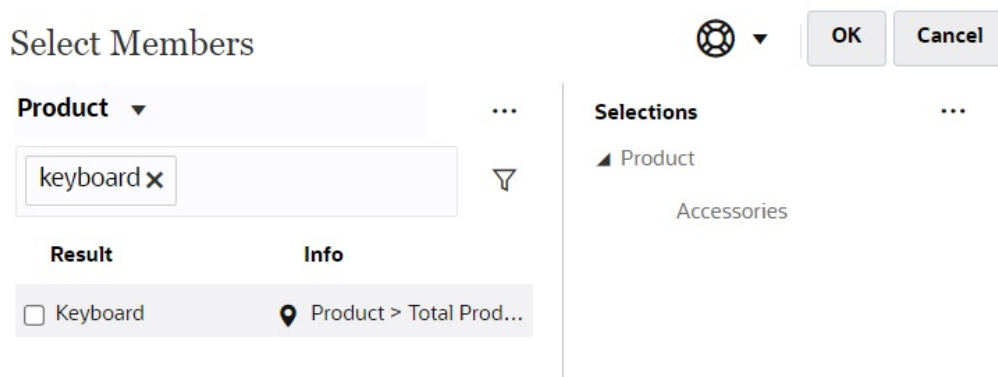 Select Members
OK
Cancel
Product
...
Selections
...
keyboard ×
Product
Accessories
Result
Info
Keyboard
Product > Total Prod...